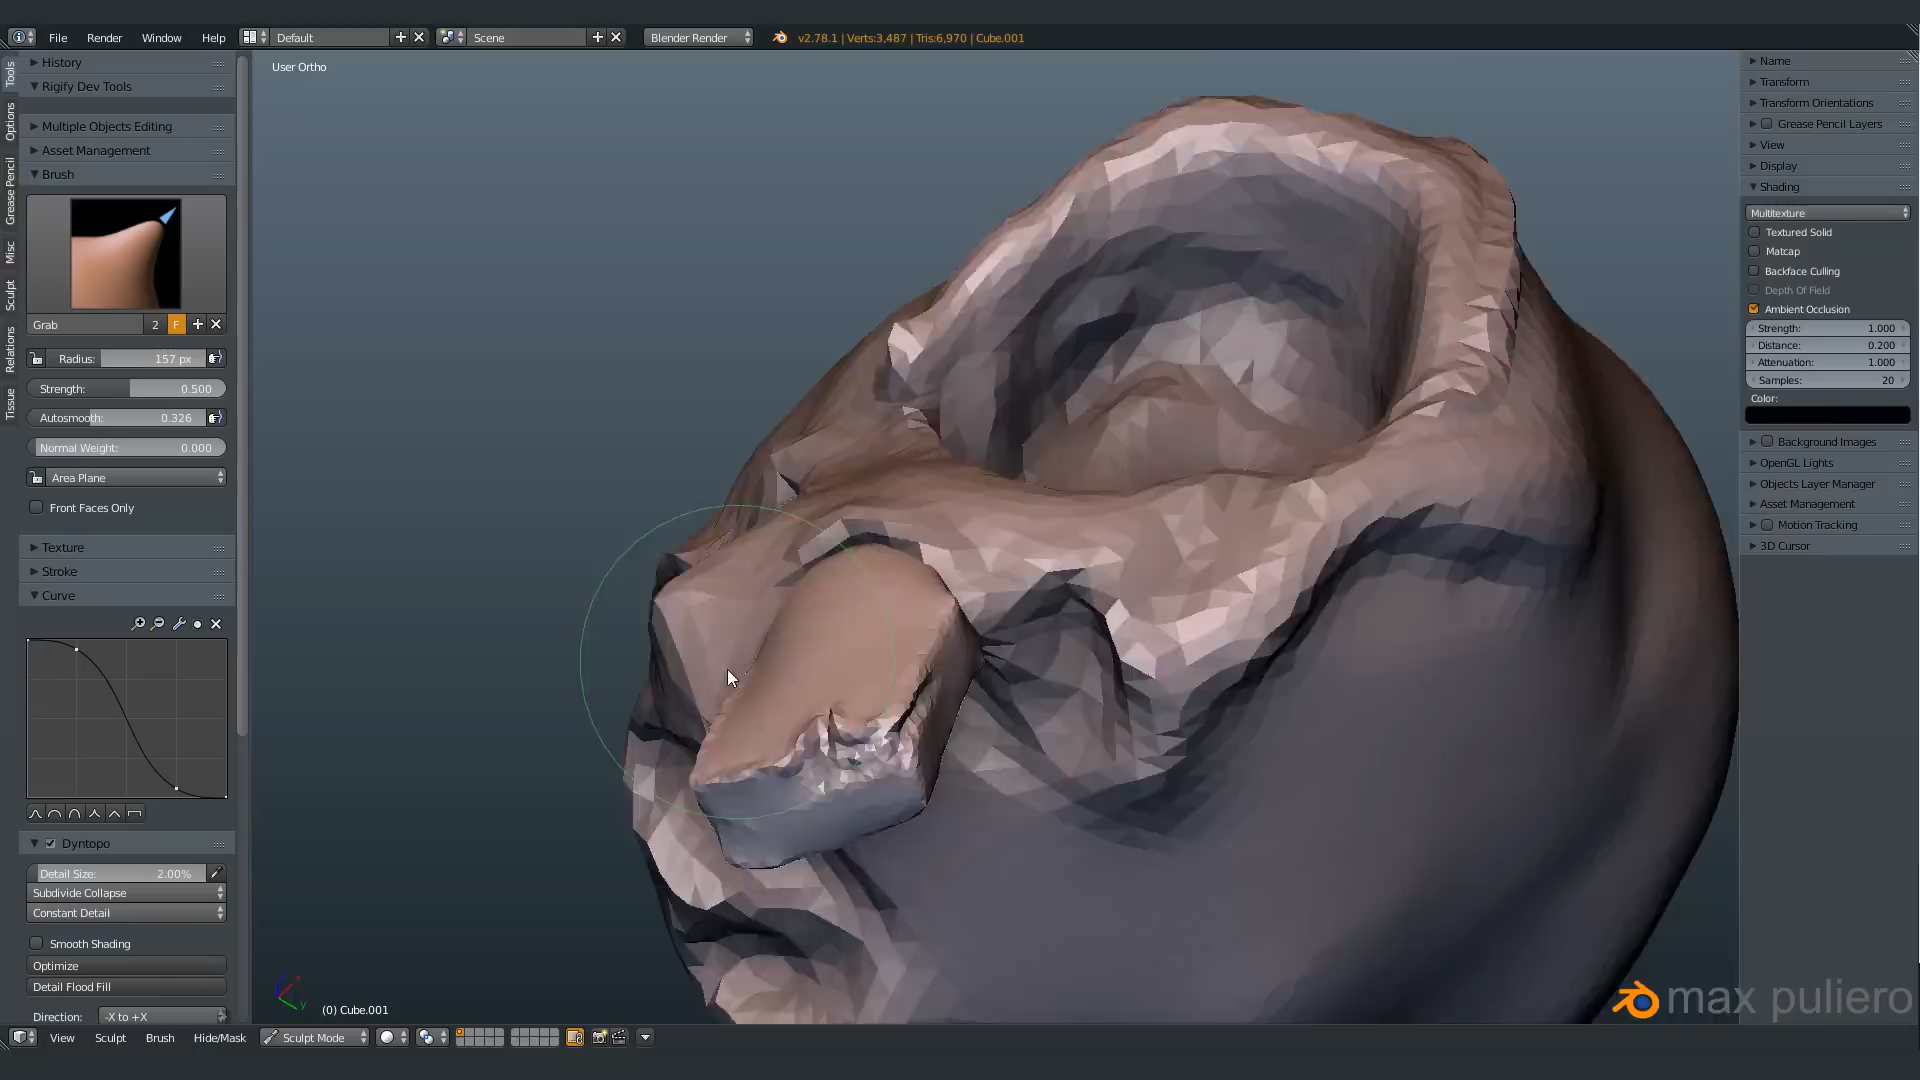 File Render Window Help Default Scene Blender Render v2.78.1 | Verts:3,487 | Tris:6,970 | Cube.001
Tools
Options
Grease Pencil
Misc
Sculpt
Relations
Tissue
History
Rigify Dev Tools
Multiple Objects Editing
Asset Management
Brush
Grab 2 F
Radius: 157 px
Strength: 0.500
Autosmooth: 0.326
Normal Weight: 0.000
Area Plane
Front Faces Only
Texture
Stroke
Curve
Dyntopo
Detail Size: 2.00%
Subdivide Collapse
Constant Detail
Smooth Shading
Optimize
Detail Flood Fill
Direction: -X to +X
User Ortho
(0) Cube.001
Name
Transform
Transform Orientations
Grease Pencil Layers
View
Display
Shading
Multitexture
Textured Solid
Matcap
Backface Culling
Depth Of Field
Ambient Occlusion
Strength: 1.000
Distance: 0.200
Attenuation: 1.000
Samples: 20
Color:
Background Images
OpenGL Lights
Objects Layer Manager
Asset Management
Motion Tracking
3D Cursor
max puliero
View Sculpt Brush Hide/Mask Sculpt Mode